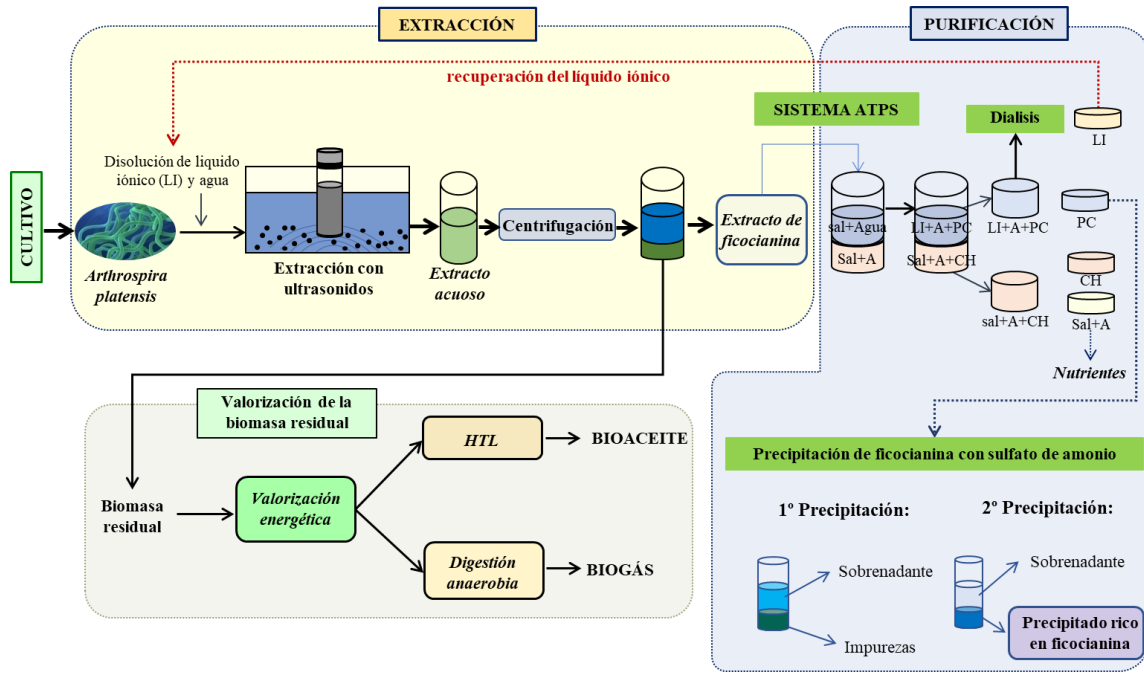 EXTRACCIÓN
PURIFICACIÓN
recuperación del líquido iónico
SISTEMA ATPS
Dialisis
LI
CULTIVO
Disolución de líquido
iónico (LI) y agua
Arthrospira
platensis
Extracción con
ultrasonidos
Extracto
acuoso
Centrifugación
Extracto de
ficocianina
sal+Agua
Sal+A
LI+A+PC
Sal+A+CH
LI+A+PC
sal+A+CH
PC
CH
Sal+A
Nutrientes
Valorización de la
biomasa residual
Biomasa
residual
Valorización
energética
HTL
BIOACEITE
Digestión
anaerobia
BIOGÁS
Precipitación de ficocianina con sulfato de amonio
1º Precipitación:
Sobrenadante
Impurezas
2º Precipitación:
Sobrenadante
Precipitado rico
en ficocianina